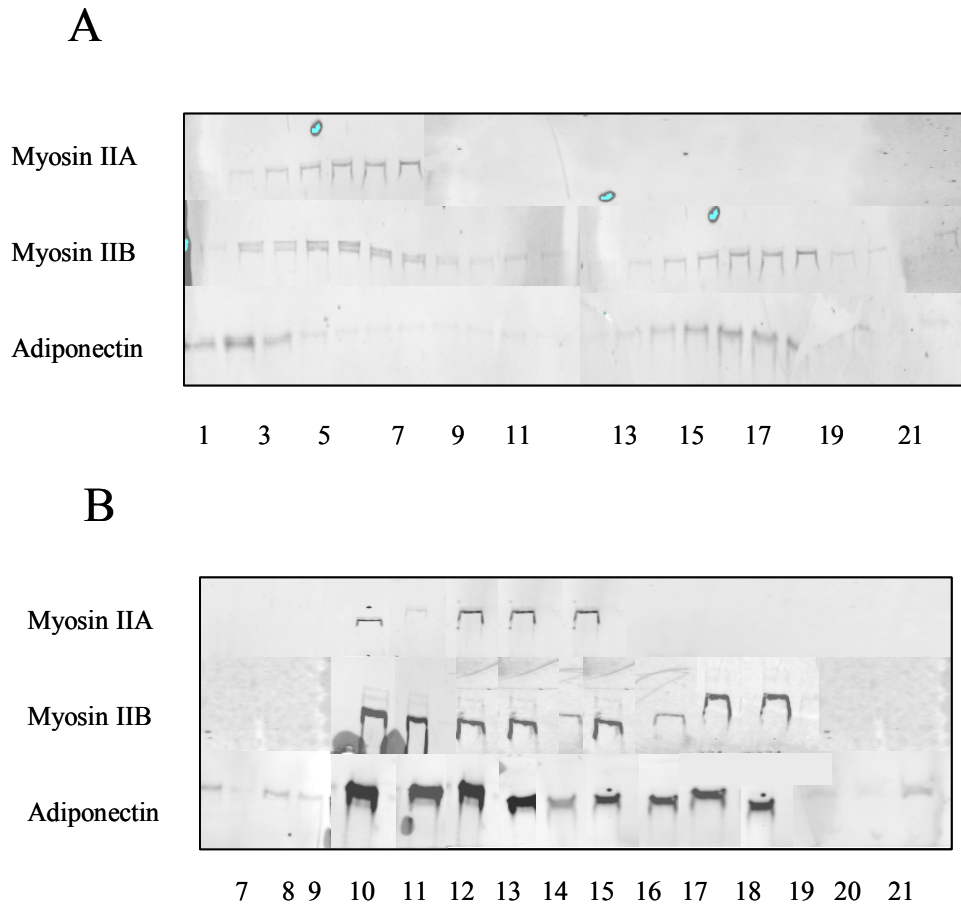 A
Myosin IIA
Myosin IIB
Adiponectin
1 3 5 7 9 11 13 15 17 19 21
B
Myosin IIA
Myosin IIB
Adiponectin
7 8 9 10 11 12 13 14 15 16 17 18 19 20 21